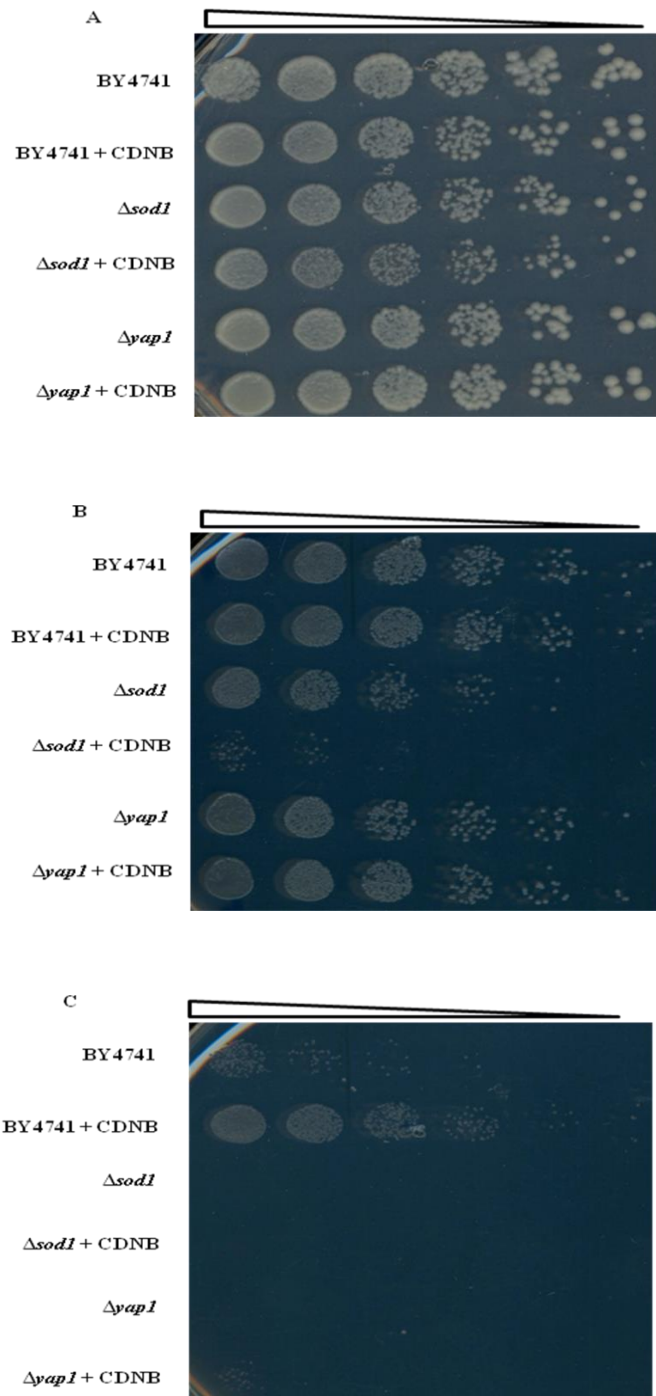 A
BY4741
BY4741 + CDNB
Δsod1
Δsod1 + CDNB
Δyap1
Δyap1 + CDNB
B
BY4741
BY4741 + CDNB
Δsod1
Δsod1 + CDNB
Δyap1
Δyap1 + CDNB
C
BY4741
BY4741 + CDNB
Δsod1
Δsod1 + CDNB
Δyap1
Δyap1 + CDNB